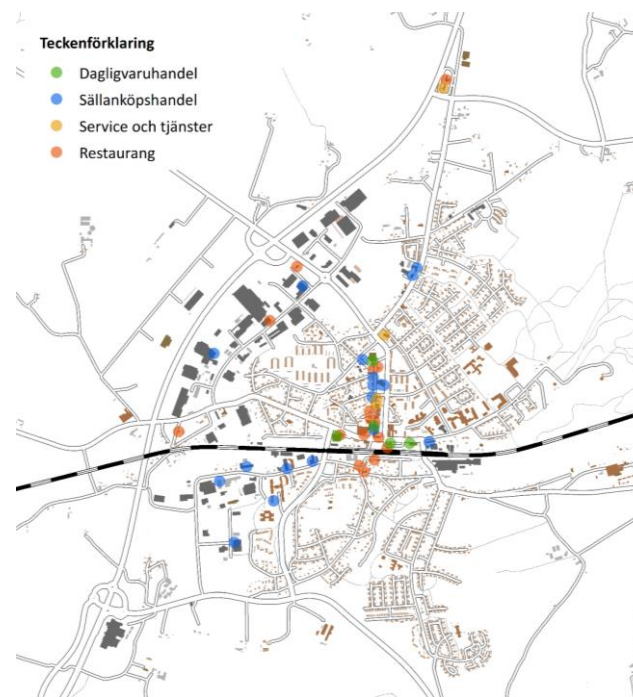 Teckenförklaring
Dagligvaruhandel
Sällanköpshandel
Service och tjänster
Restaurang